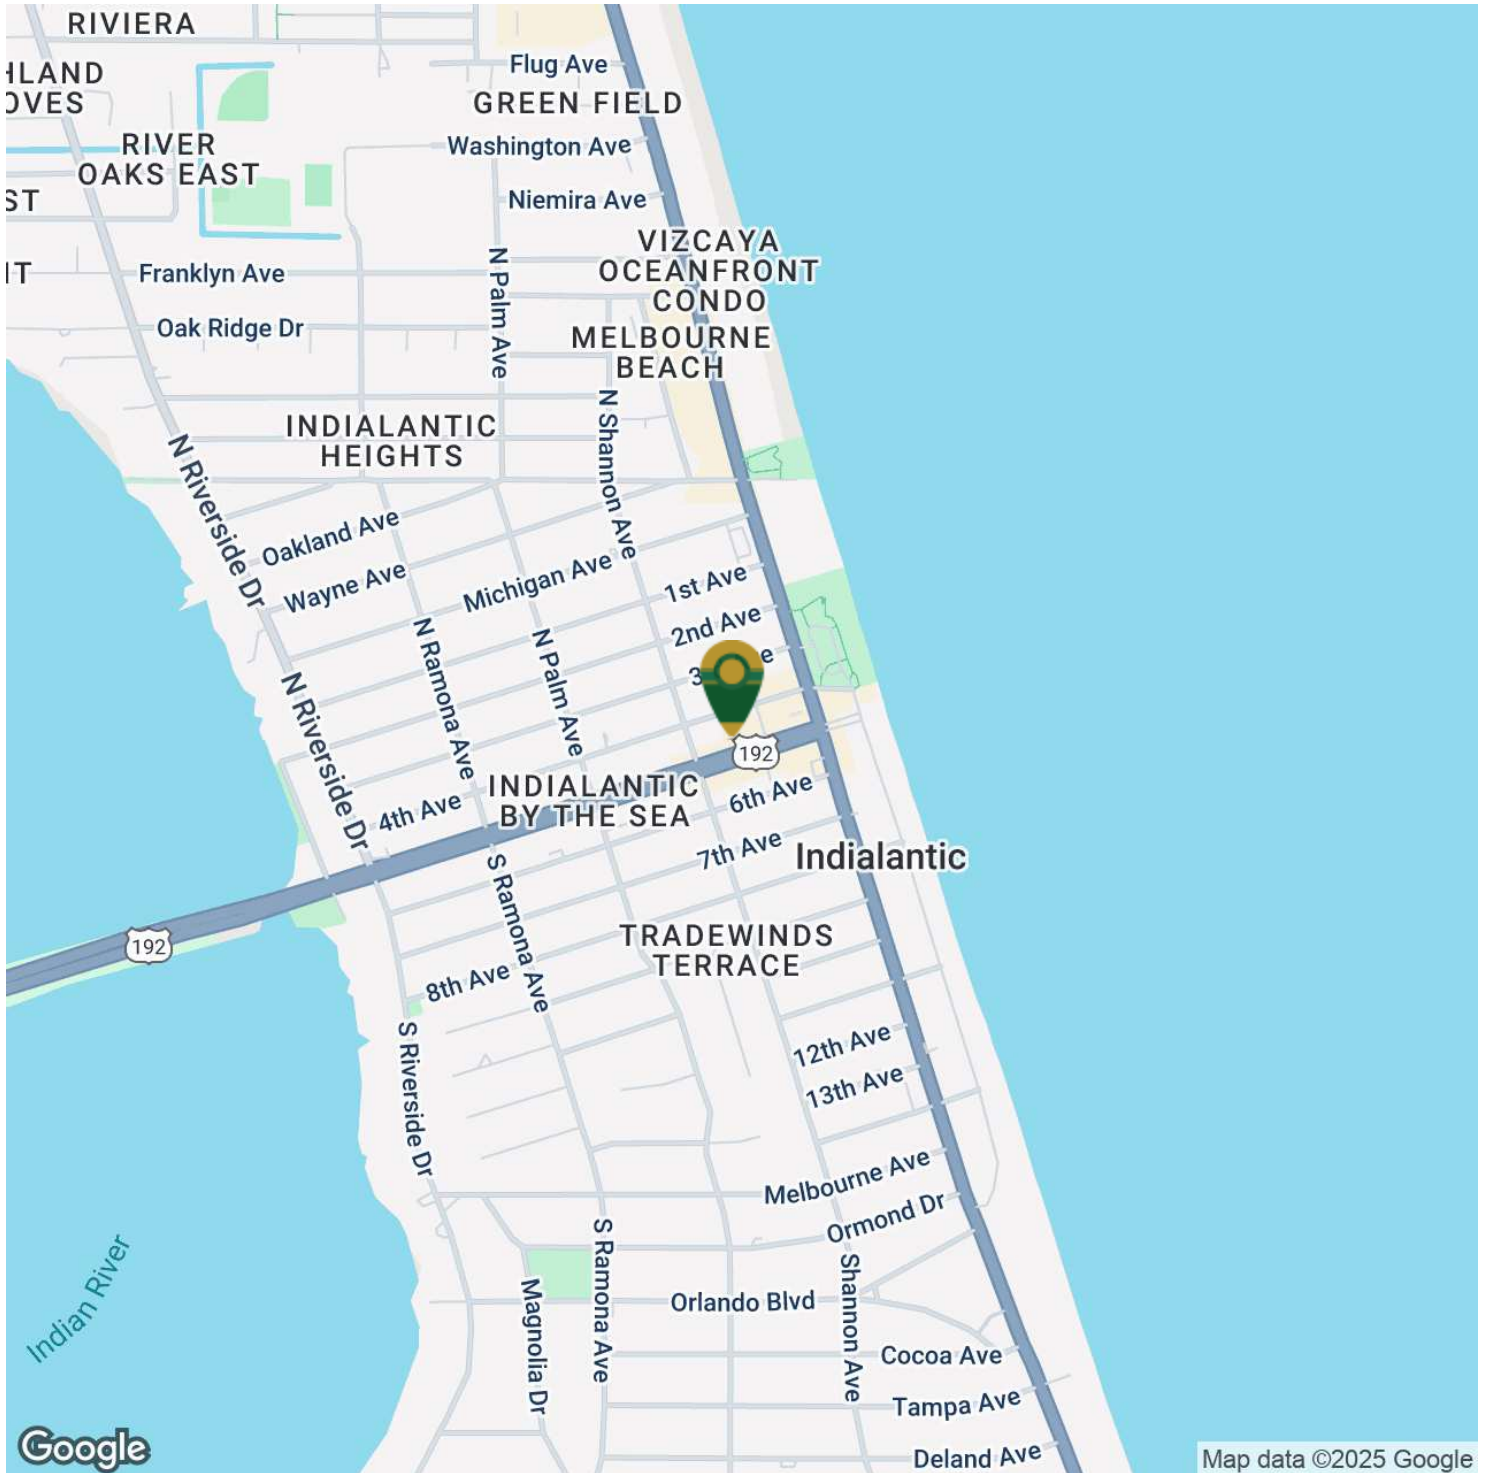 RIVIERA
Flug Ave
HLAND
OVES
GREEN FIELD
RIVER
OAKS EAST
Washington Ave
ST
Niemira Ave
VIZCAYA
OCEANFRONT
CONDO
IT
Franklyn Ave
N Palm Ave
Oak Ridge Dr
MELBOURNE
BEACH
INDIALANTIC
HEIGHTS
N Shannon Ave
N Riverside Dr
Oakland Ave
Wayne Ave
Michigan Ave
1st Ave
2nd Ave
N Ramona Ave
N Palm Ave
N Riverside Dr
192
INDIALANTIC
BY THE SEA
4th Ave
6th Ave
7th Ave
Indialantic
S Ramona Ave
TRADEWINDS
TERRACE
192
8th Ave
S Riverside Dr
12th Ave
13th Ave
Melbourne Ave
Ormond Dr
S Ramona Ave
Shannon Ave
Indian River
Magnolia Dr
Orlando Blvd
Cocoa Ave
Tampa Ave
Deland Ave
Google
Map data ©2025 Google